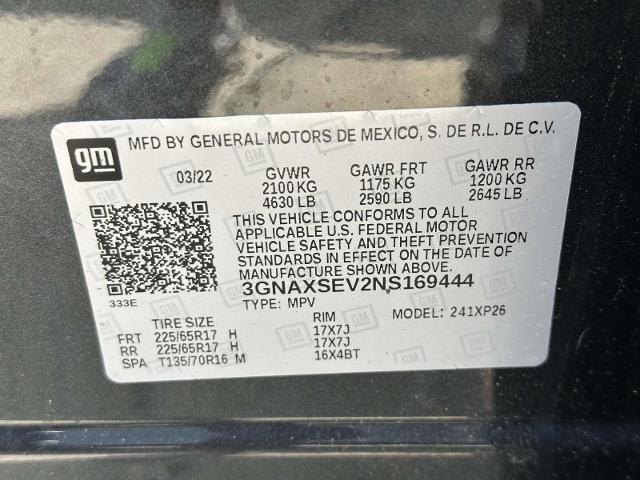 gm
MFD BY GENERAL MOTORS DE MEXICO, S. DE R.L. DE C.V.
03/22 GVWR GAWR FRT GAWR RR
2100 KG 1175 KG 1200 KG
4630 LB 2590 LB 2645 LB
THIS VEHICLE CONFORMS TO ALL
APPLICABLE U.S. FEDERAL MOTOR
VEHICLE SAFETY AND THEFT PREVENTION
STANDARDS IN EFFECT ON THE DATE OF
MANUFACTURE SHOWN ABOVE.
333E 3GNAXSEV2NS169444
TYPE: MPV MODEL: 241XP26
TIRE SIZE RIM
FRT 225/65R17 H 17X7J
RR 225/65R17 H 17X7J
SPA T135/70R16 M 16X4BT